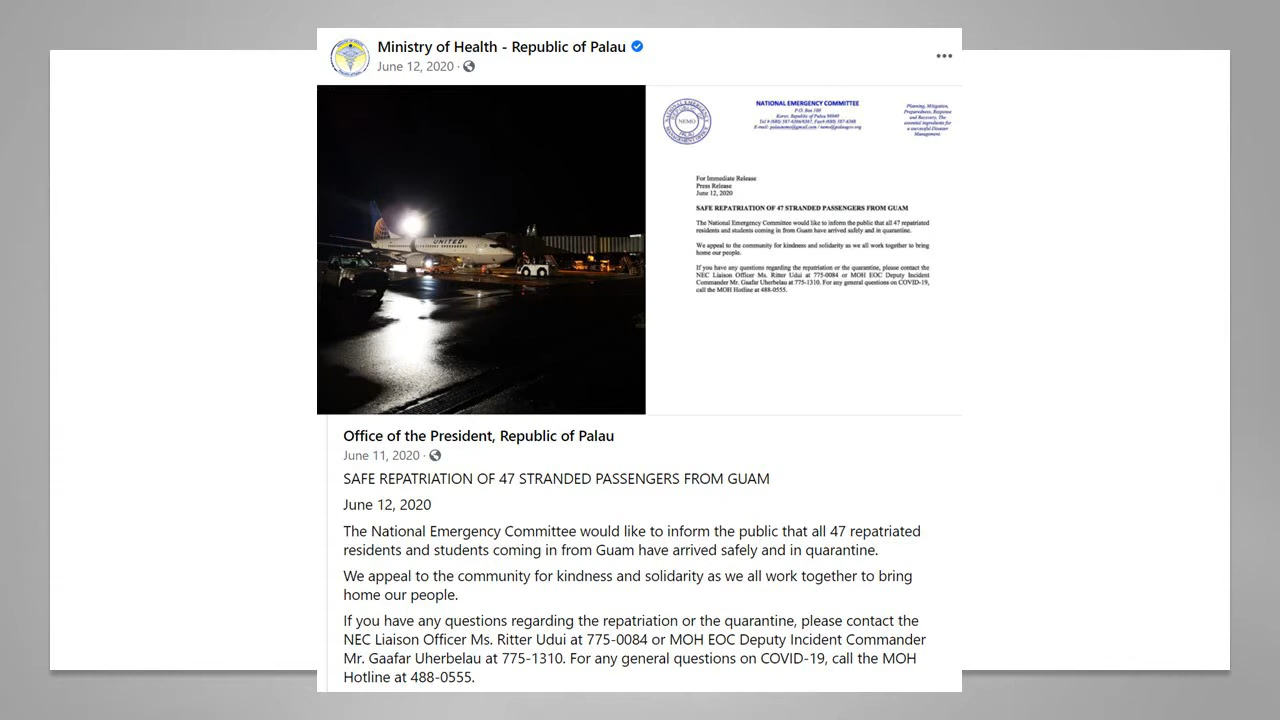 Ministry of Health - Republic of Palau
June 12, 2020 ·
UNITED
NEMO
NATIONAL EMERGENCY COMMITTEE
P.O. Box 100
Koror, Republic of Palau 96940
E-mail: palaunemo@gmail.com / nemo@palaugov.org
Planning, Mitigation,
Preparedness, Response
and Recovery, The
essential ingredients for
a successful Disaster
Management.
For Immediate Release
Press Release
June 12, 2020
SAFE REPATRIATION OF 47 STRANDED PASSENGERS FROM GUAM
The National Emergency Committee would like to inform the public that all 47 repatriated
residents and students coming in from Guam have arrived safely and in quarantine.
We appeal to the community for kindness and solidarity as we all work together to bring
home our people.
If you have any questions regarding the repatriation or the quarantine, please contact the
NEC Liaison Officer Ms. Ritter Udui at 775-0084 or MOH EOC Deputy Incident
Commander Mr. Gaafar Uherbelau at 775-1310. For any general questions on COVID-19,
call the MOH Hotline at 488-0555.
Office of the President, Republic of Palau
June 11, 2020 ·
SAFE REPATRIATION OF 47 STRANDED PASSENGERS FROM GUAM
June 12, 2020
The National Emergency Committee would like to inform the public that all 47 repatriated
residents and students coming in from Guam have arrived safely and in quarantine.
We appeal to the community for kindness and solidarity as we all work together to bring
home our people.
If you have any questions regarding the repatriation or the quarantine, please contact the
NEC Liaison Officer Ms. Ritter Udui at 775-0084 or MOH EOC Deputy Incident Commander
Mr. Gaafar Uherbelau at 775-1310. For any general questions on COVID-19, call the MOH
Hotline at 488-0555.